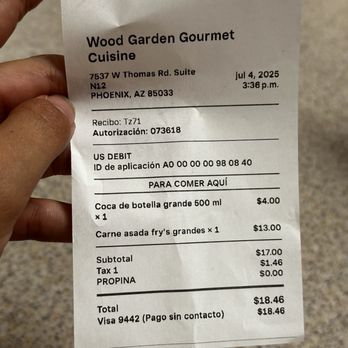 Wood Garden Gourmet
Cuisine
7537 W Thomas Rd. Suite
N12
PHOENIX, AZ 85033
jul 4, 2025
3:36 p.m.
Recibo: Tz71
Autorización: 073618
US DEBIT
ID de aplicación A0 00 00 00 98 08 40
PARA COMER AQUÍ
Coca de botella grande 500 ml $4.00
× 1
Carne asada fry's grandes × 1 $13.00
Subtotal $17.00
Tax 1 $1.46
PROPINA $0.00
Total $18.46
Visa 9442 (Pago sin contacto) $18.46